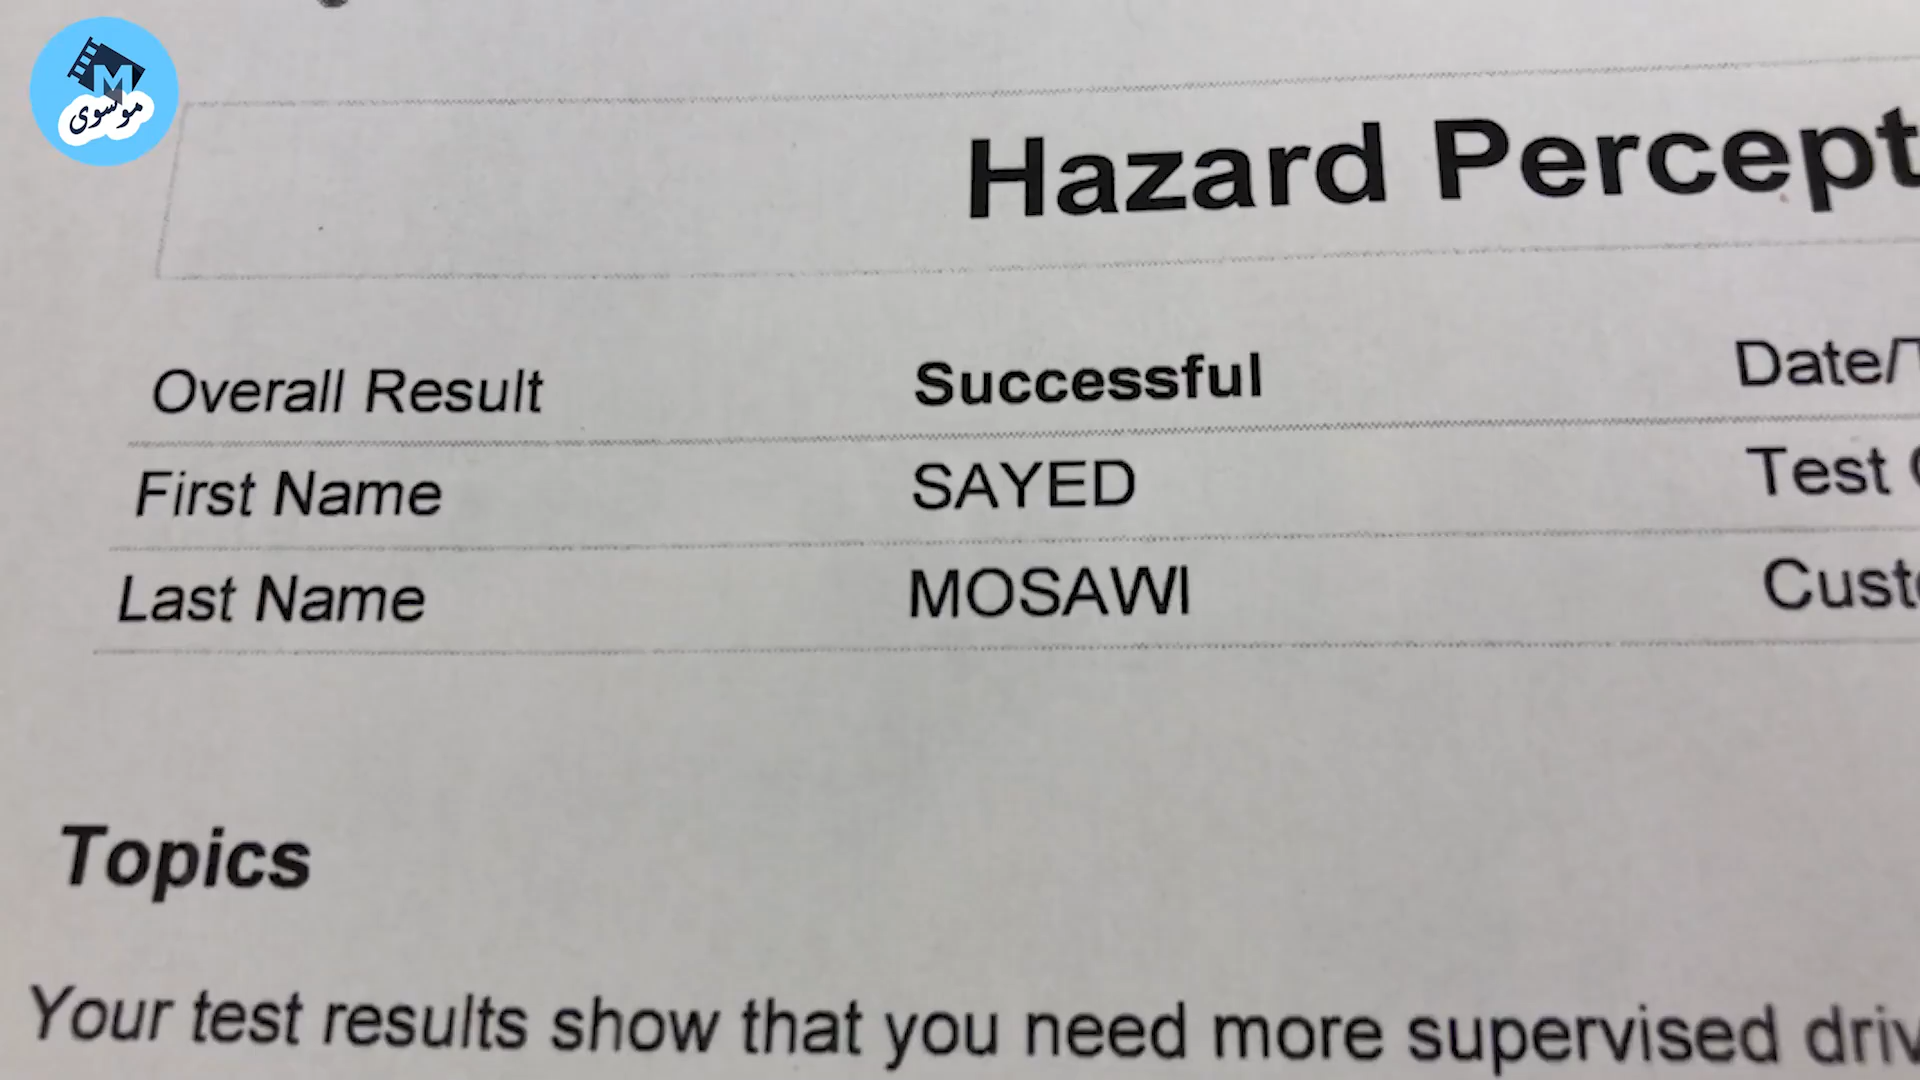 M
موسوی
Hazard Percept
Overall Result Successful Date/T
First Name SAYED Test
Last Name MOSAWI Cust
Topics
Your test results show that you need more supervised driv